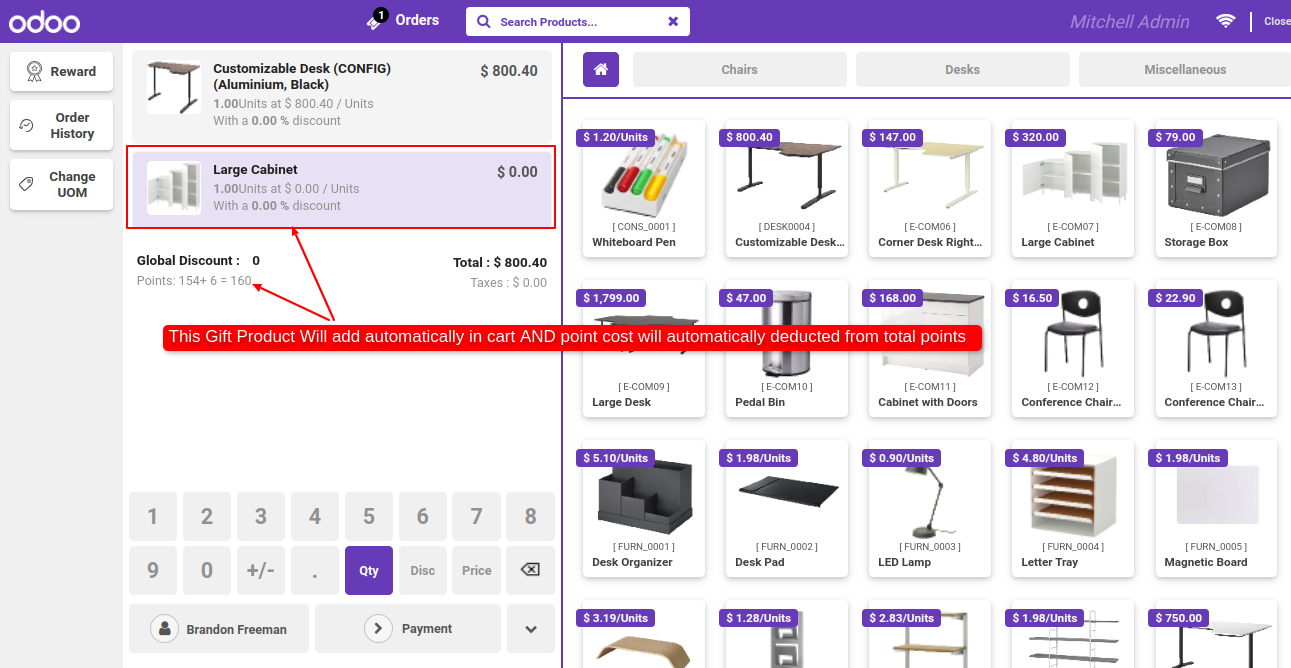 odoo
1
Orders
Search Products...
Mitchell Admin
Close
Reward
Order
History
Change
UOM
Customizable Desk (CONFIG)
(Aluminium, Black)
$ 800.40
1.00Units at $ 800.40 / Units
With a 0.00 % discount
Large Cabinet
$ 0.00
1.00Units at $ 0.00 / Units
With a 0.00 % discount
Global Discount : 0
Total : $ 800.40
Points: 154+ 6 = 160
Taxes : $ 0.00
This Gift Product Will add automatically in cart AND point cost will automatically deducted from total points
1 2 3 4 5 6 7 8
9 0 +/- . Qty Disc Price
Brandon Freeman
Payment
Chairs
Desks
Miscellaneous
$ 1.20/Units
[ CONS_0001 ]
Whiteboard Pen
$ 800.40
[ DESK0004 ]
Customizable Desk...
$ 147.00
[ E-COM06 ]
Corner Desk Right...
$ 320.00
[ E-COM07 ]
Large Cabinet
$ 79.00
[ E-COM08 ]
Storage Box
$ 1,799.00
[ E-COM09 ]
Large Desk
$ 47.00
[ E-COM10 ]
Pedal Bin
$ 168.00
[ E-COM11 ]
Cabinet with Doors
$ 16.50
[ E-COM12 ]
Conference Chair...
$ 22.90
[ E-COM13 ]
Conference Chair...
$ 5.10/Units
[ FURN_0001 ]
Desk Organizer
$ 1.98/Units
[ FURN_0002 ]
Desk Pad
$ 0.90/Units
[ FURN_0003 ]
LED Lamp
$ 4.80/Units
[ FURN_0004 ]
Letter Tray
$ 1.98/Units
[ FURN_0005 ]
Magnetic Board
$ 3.19/Units
$ 1.28/Units
$ 2.83/Units
$ 1.98/Units
$ 750.00